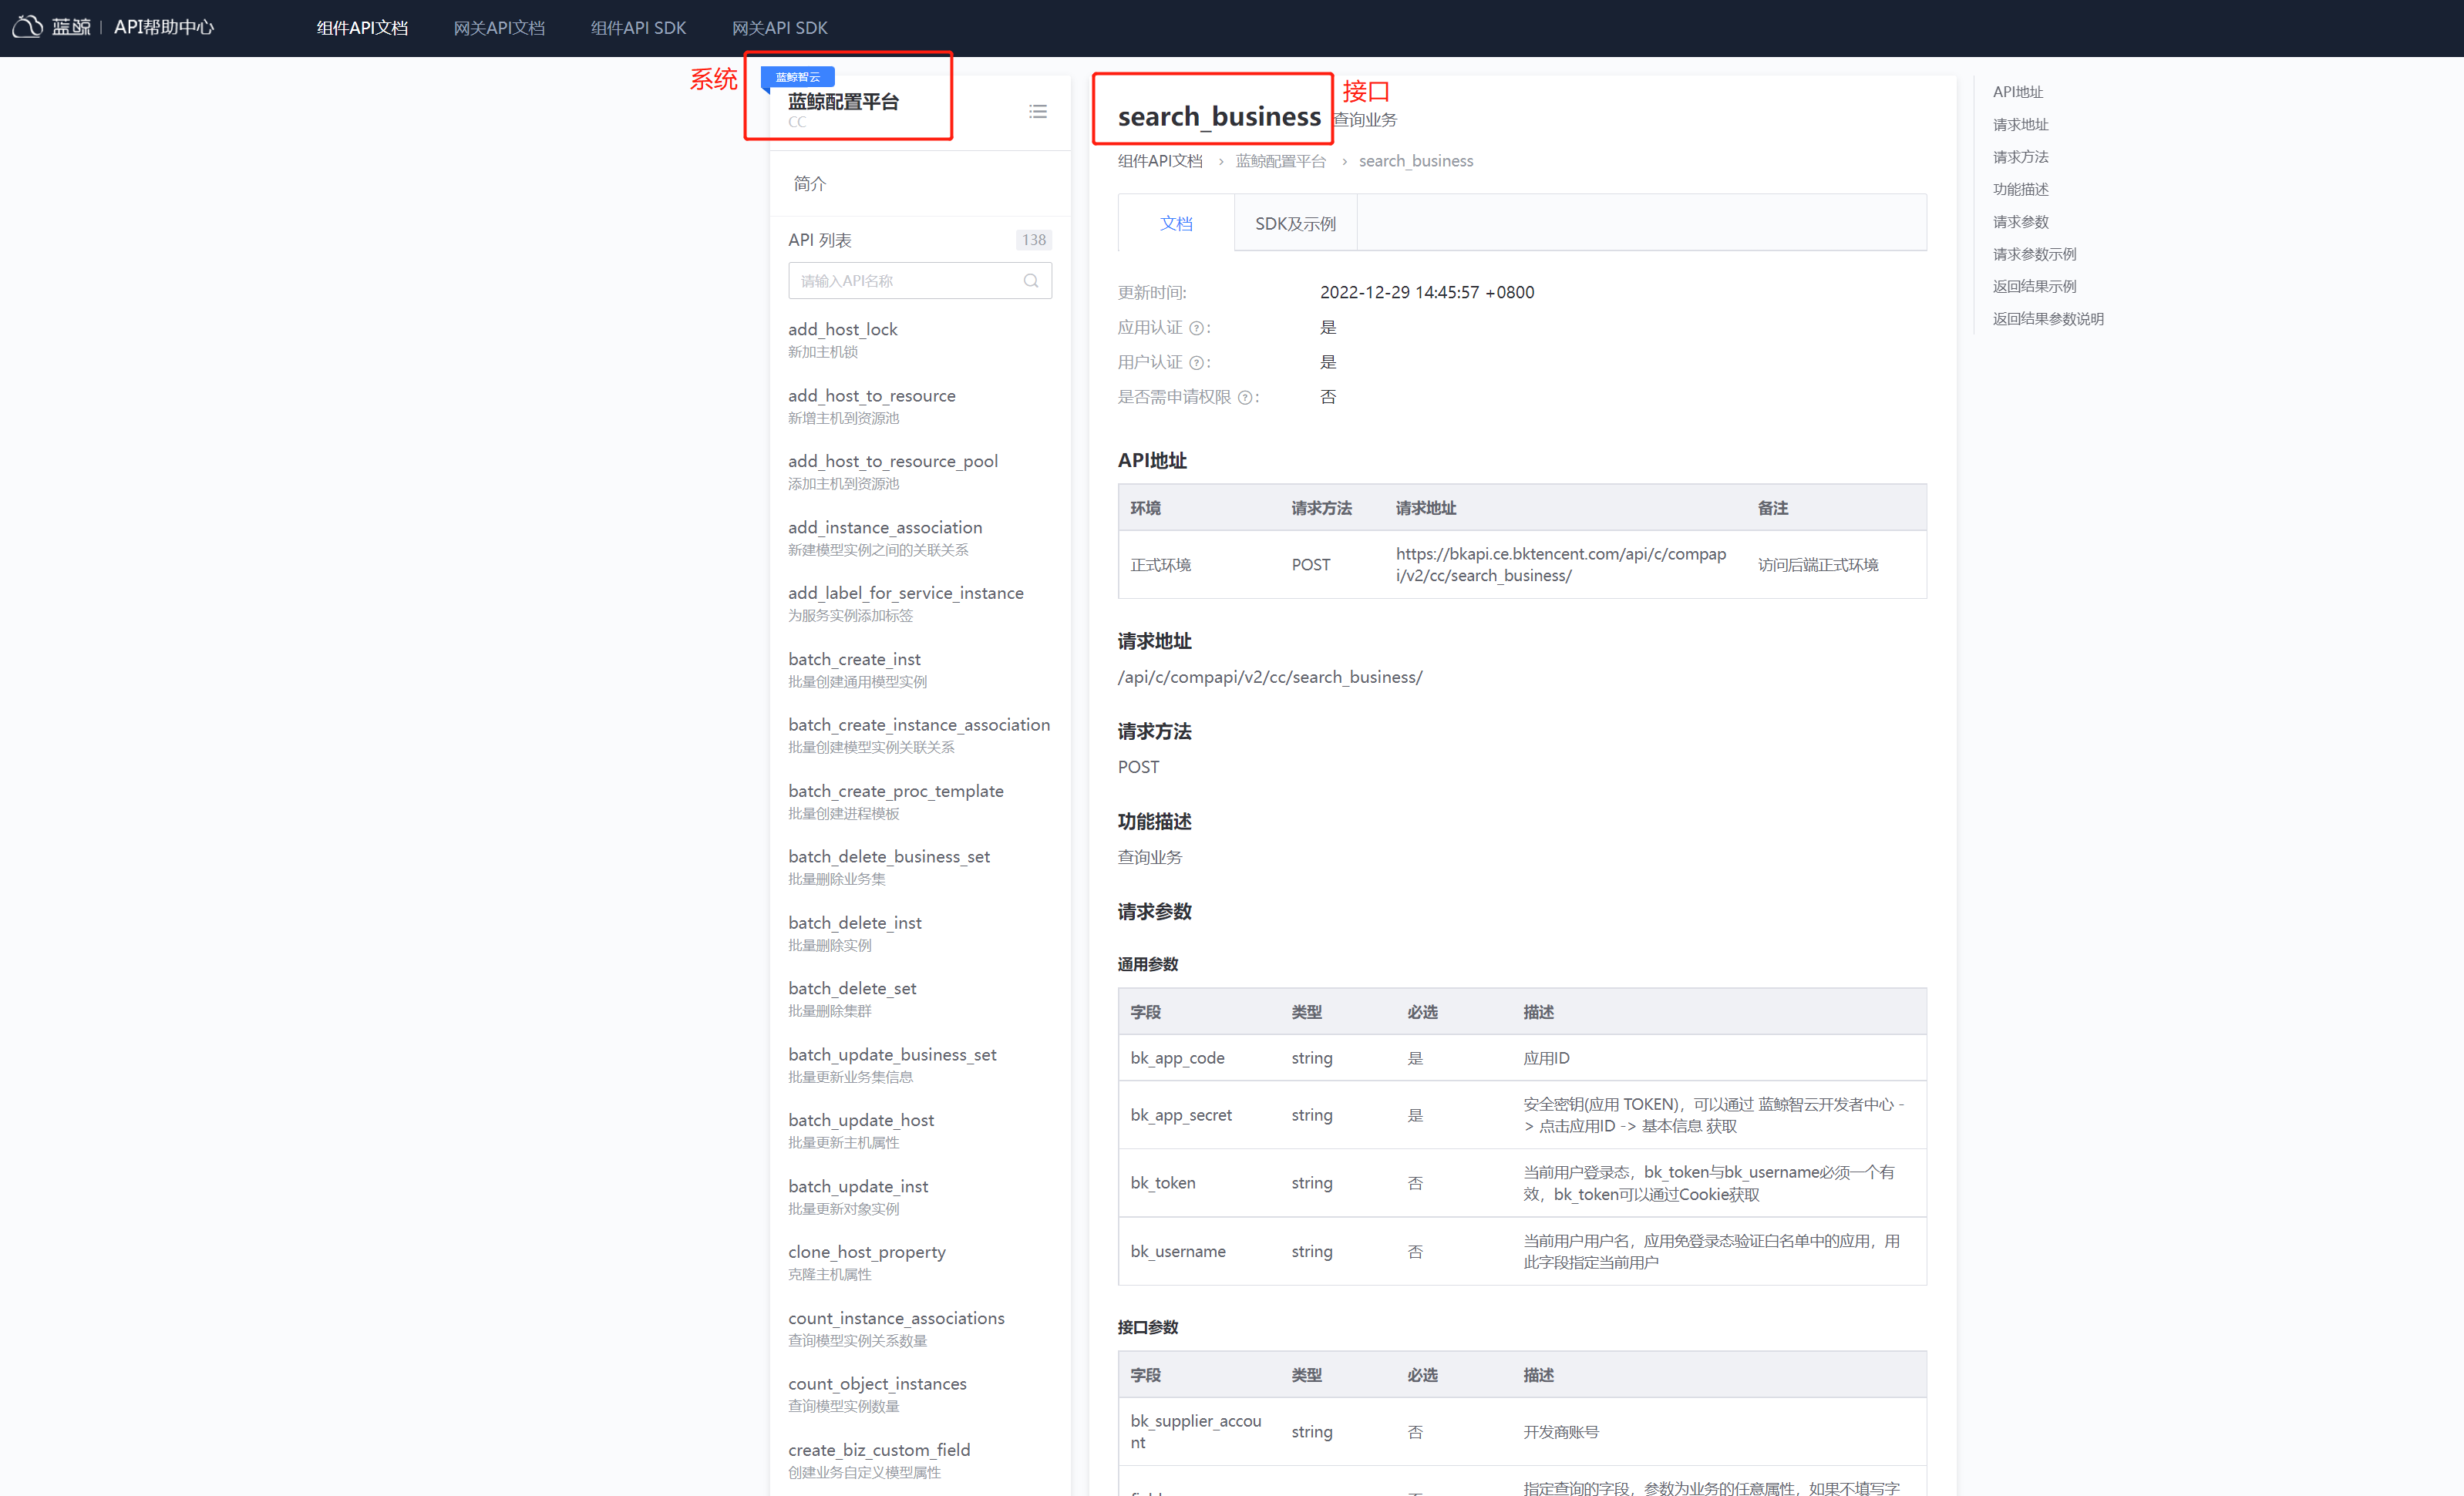 蓝鲸 | API帮助中心
组件API文档
网关API文档
组件API SDK
网关API SDK
系统
蓝鲸智云
蓝鲸配置平台
CC
简介
API 列表
138
请输入API名称
add_host_lock
新加主机锁
add_host_to_resource
新增主机到资源池
add_host_to_resource_pool
添加主机到资源池
add_instance_association
新建模型实例之间的关联关系
add_label_for_service_instance
为服务实例添加标签
batch_create_inst
批量创建通用模型实例
batch_create_instance_association
批量创建模型实例关联关系
batch_create_proc_template
批量创建进程模板
batch_delete_business_set
批量删除业务集
batch_delete_inst
批量删除实例
batch_delete_set
批量删除集群
batch_update_business_set
批量更新业务集信息
batch_update_host
批量更新主机属性
batch_update_inst
批量更新对象实例
clone_host_property
克隆主机属性
count_instance_associations
查询模型实例关系数量
count_object_instances
查询模型实例数量
create_biz_custom_field
创建业务自定义模型属性
接口
search_business 查询业务
组件API文档 › 蓝鲸配置平台 › search_business
文档
SDK及示例
更新时间: 2022-12-29 14:45:57 +0800
应用认证 ?: 是
用户认证 ?: 是
是否需申请权限 ?: 否
API地址
环境 请求方法 请求地址 备注
正式环境 POST https://bkapi.ce.bktencent.com/api/c/compap 访问后端正式环境
i/v2/cc/search_business/
请求地址
/api/c/compapi/v2/cc/search_business/
请求方法
POST
功能描述
查询业务
请求参数
通用参数
字段 类型 必选 描述
bk_app_code string 是 应用ID
bk_app_secret string 是 安全密钥(应用 TOKEN)，可以通过 蓝鲸智云开发者中心 -
> 点击应用ID -> 基本信息 获取
bk_token string 否 当前用户登录态，bk_token与bk_username必须一个有
效，bk_token可以通过Cookie获取
bk_username string 否 当前用户用户名，应用免登录态验证白名单中的应用，用
此字段指定当前用户
接口参数
字段 类型 必选 描述
bk_supplier_accou string 否 开发商账号
nt
指定查询的字段，参数为业务的任意属性，如果不填写字
API地址
请求地址
请求方法
功能描述
请求参数
请求参数示例
返回结果示例
返回结果参数说明